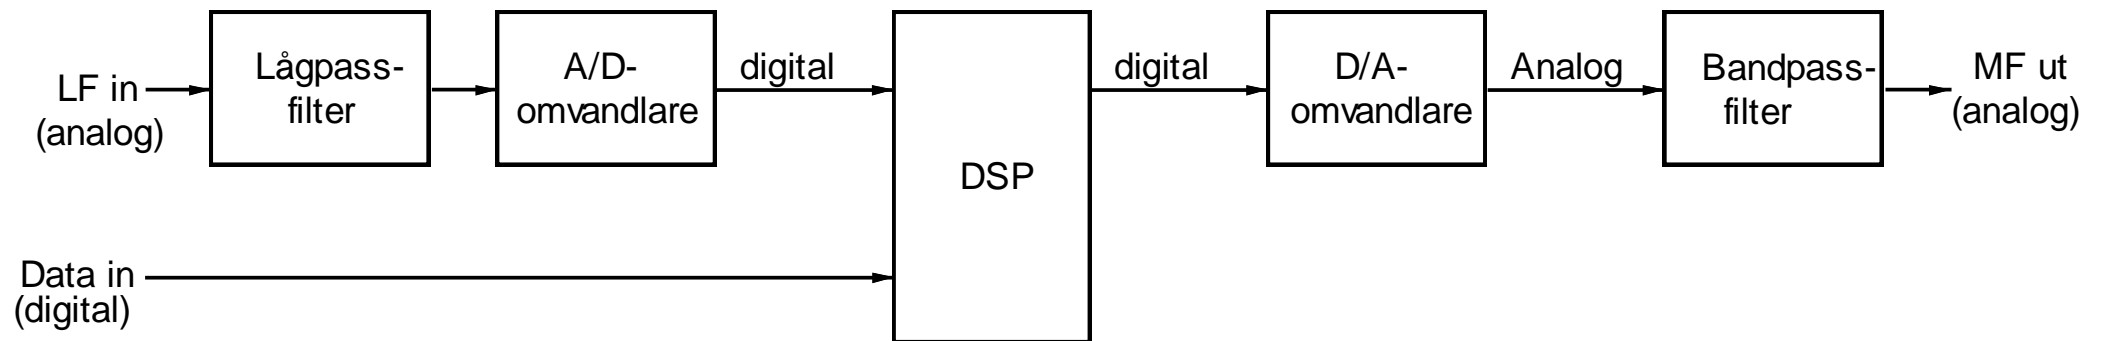 LF in
(analog)
Lågpass-
filter
A/D-
omvandlare
digital
Data in
(digital)
DSP
digital
D/A-
omvandlare
Analog
Bandpass-
filter
MF ut
(analog)